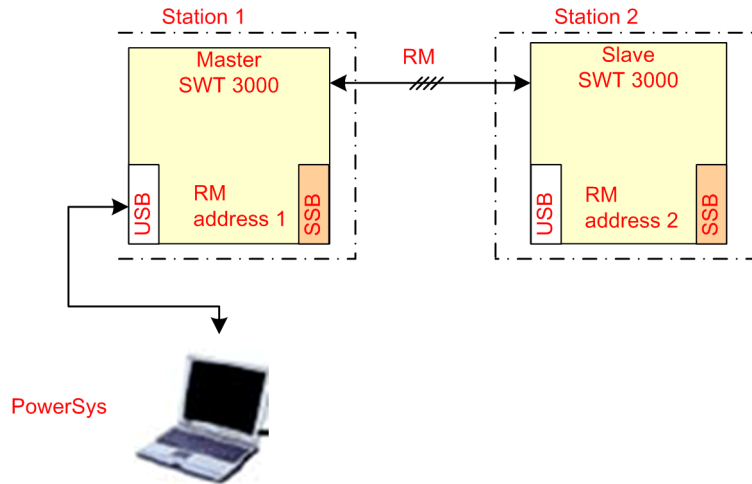 Station 1
Station 2
Master
SWT 3000
RM
Slave
SWT 3000
USB
RM
address 1
SSB
USB
RM
address 2
SSB
PowerSys